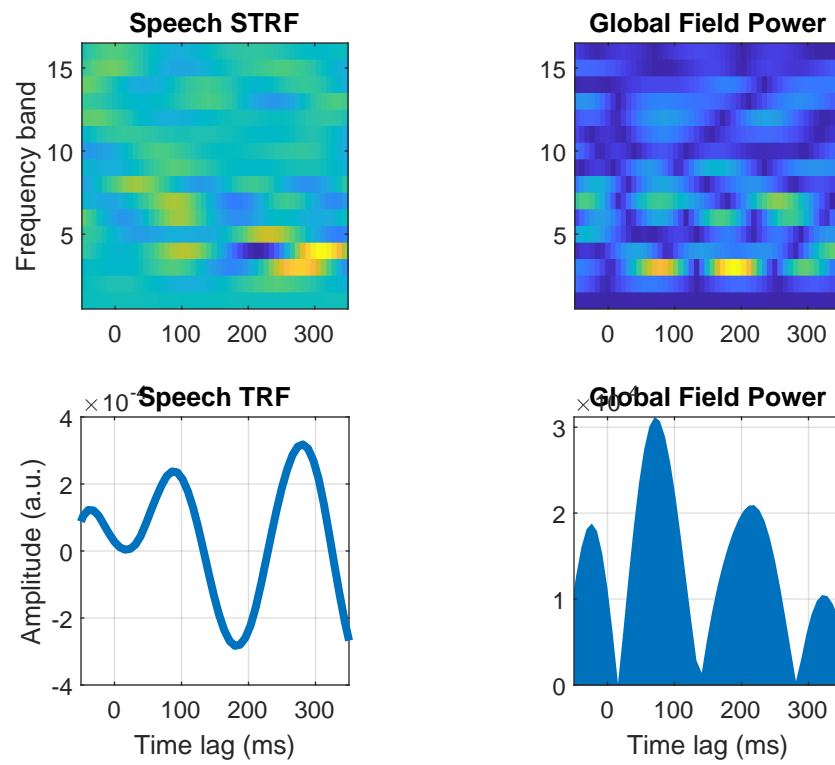 Speech STRF
Global Field Power
Frequency band
15
10
5
0 100 200 300
15
10
5
0 100 200 300
Speech TRF
× 10^-4
Amplitude (a.u.)
4
2
0
-2
-4
0 100 200 300
Time lag (ms)
Global Field Power
3
2
1
0
0 100 200 300
Time lag (ms)